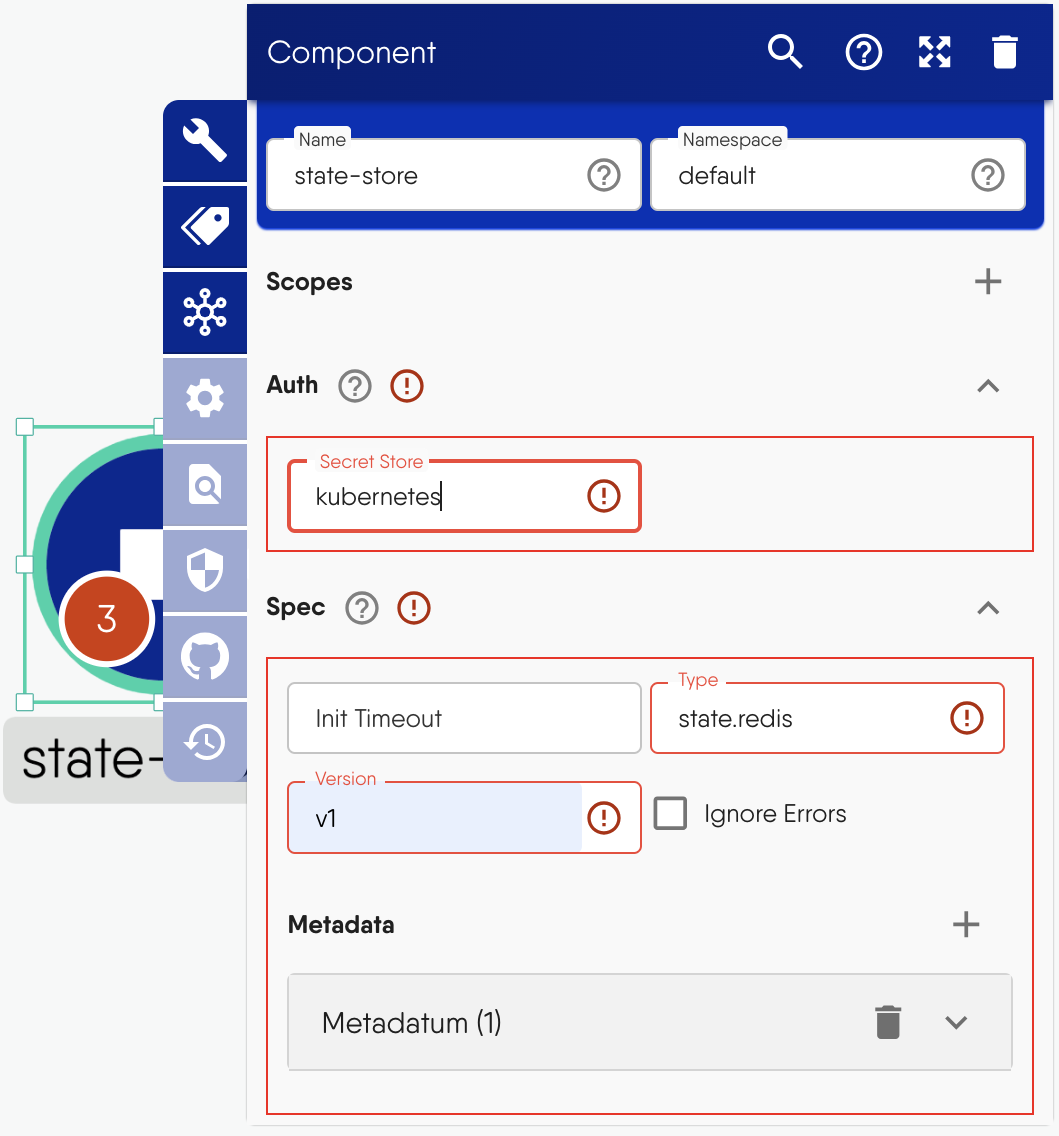 Component
Name
state-store
Namespace
default
Scopes
Auth
Secret Store
kubernetes
3
Spec
Init Timeout
Type
state.redis
state-
Version
v1
Ignore Errors
Metadata
Metadatum (1)